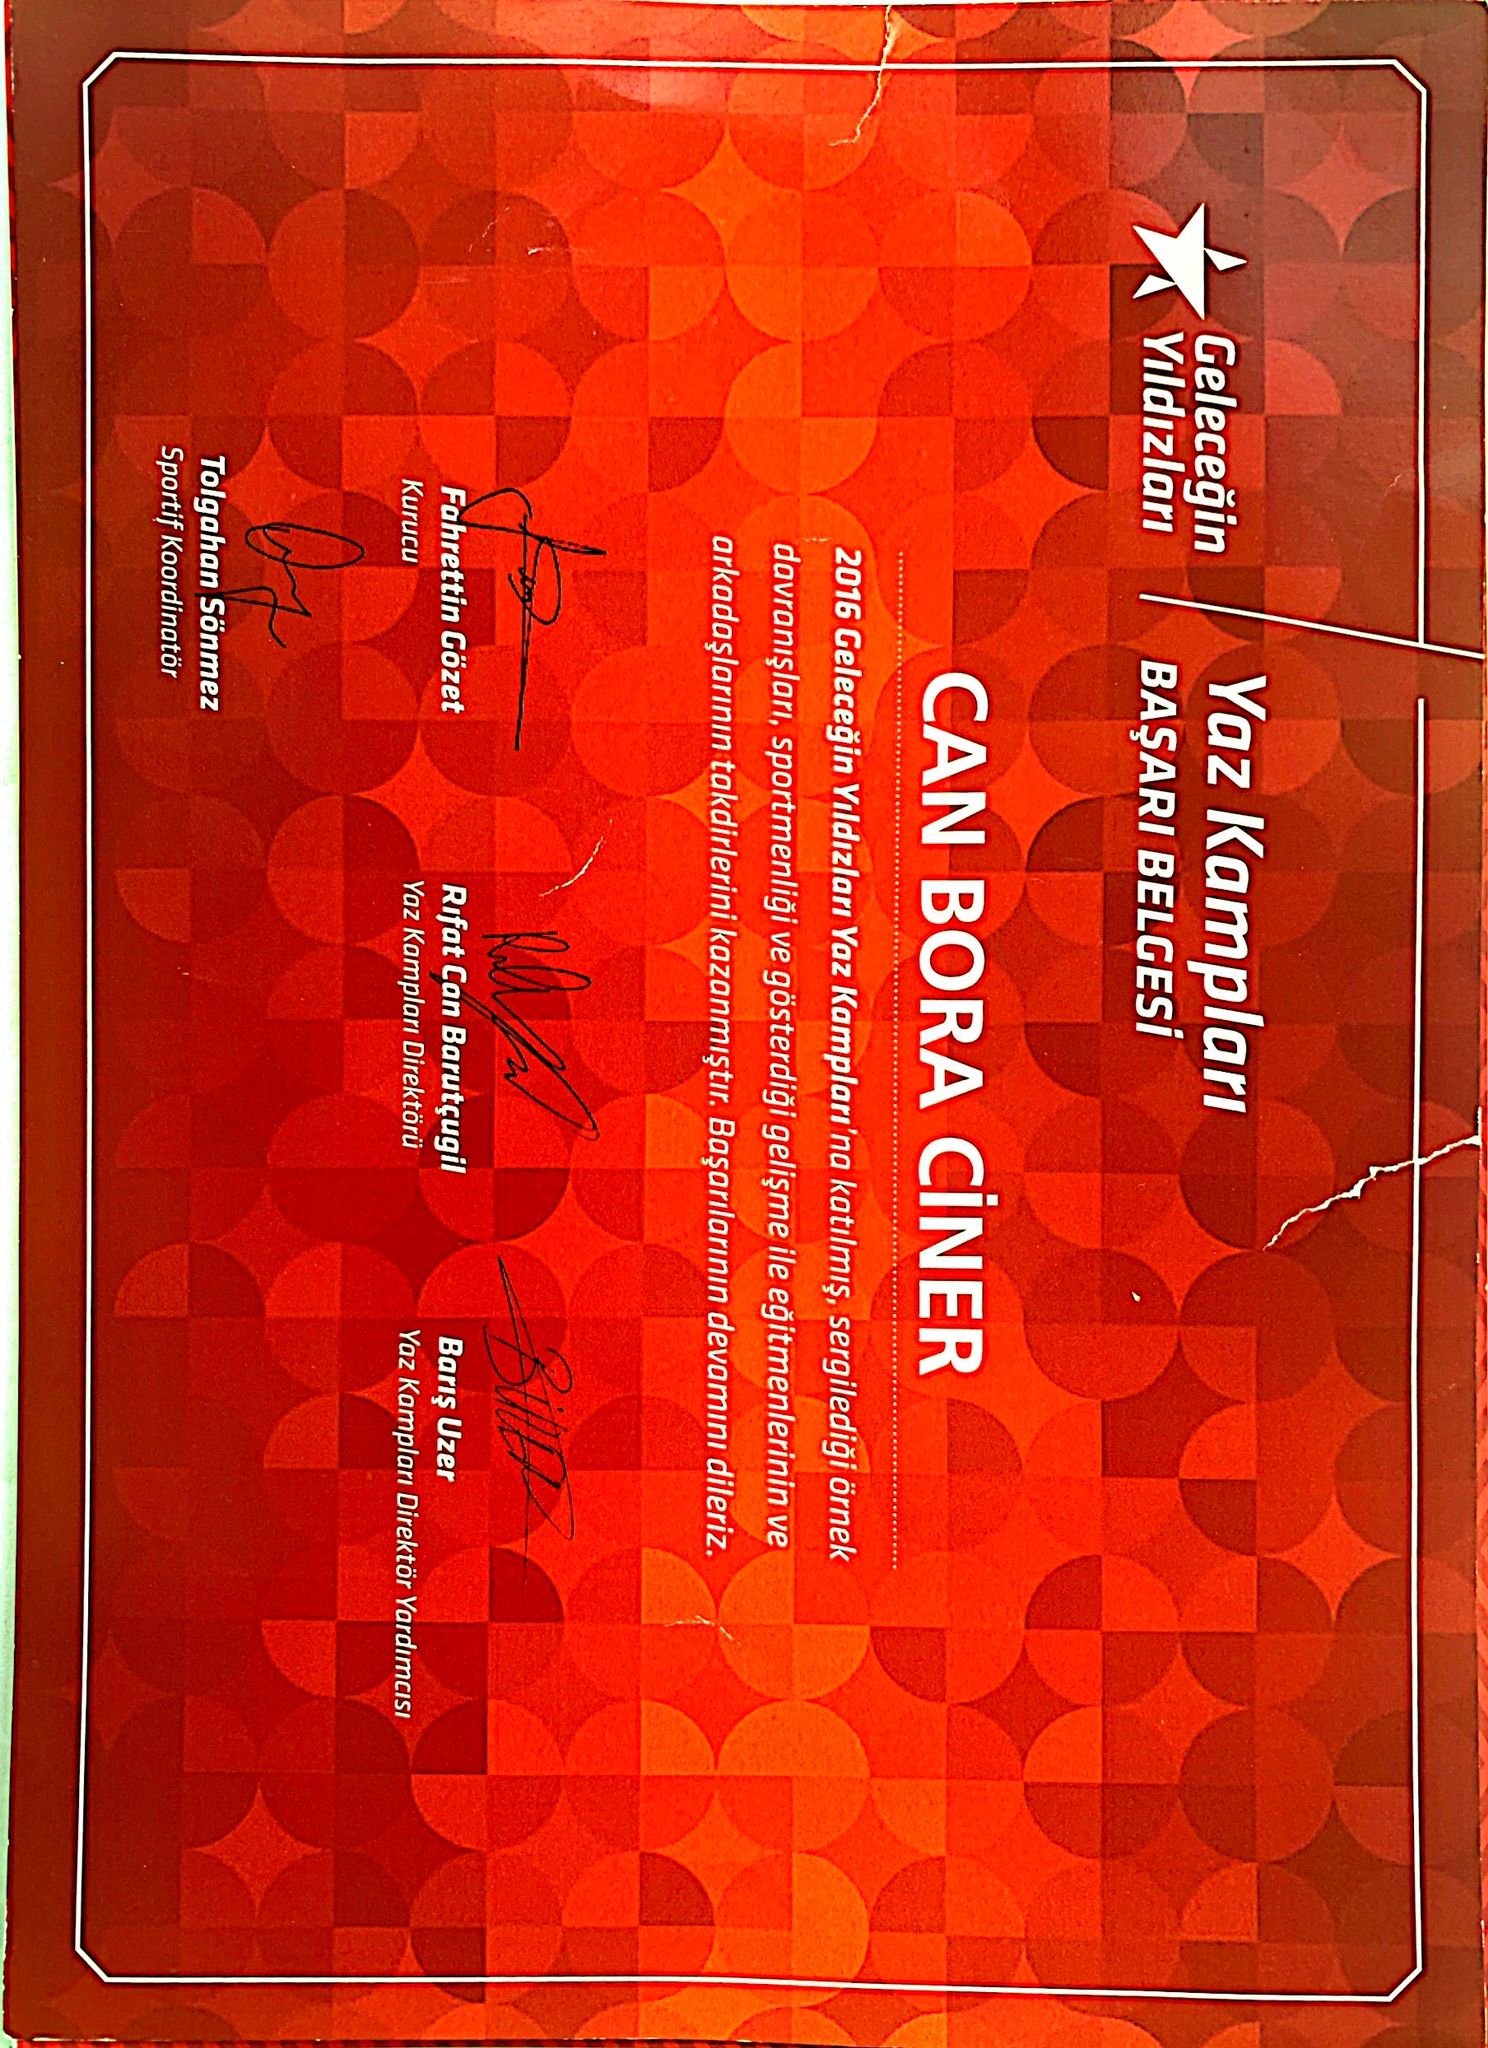 Geleceğin
Yıldızları
Yaz Kampları
BAŞARI BELGESİ
CAN BORA CİNER
2016 Geleceğin Yıldızları Yaz Kampları'na katılmış, sergilediği örnek
davranışları, sportmenliği ve gösterdiği gelişme ile eğitmenlerinin ve
arkadaşlarının takdirlerini kazanmıştır. Başarılarının devamını dileriz.
Fahrettin Gözet
Kurucu
Rıfat Can Barutçugil
Yaz Kampları Direktörü
Barış Uzer
Yaz Kampları Direktör Yardımcısı
Tolgahan Sönmez
Sportif Koordinatör